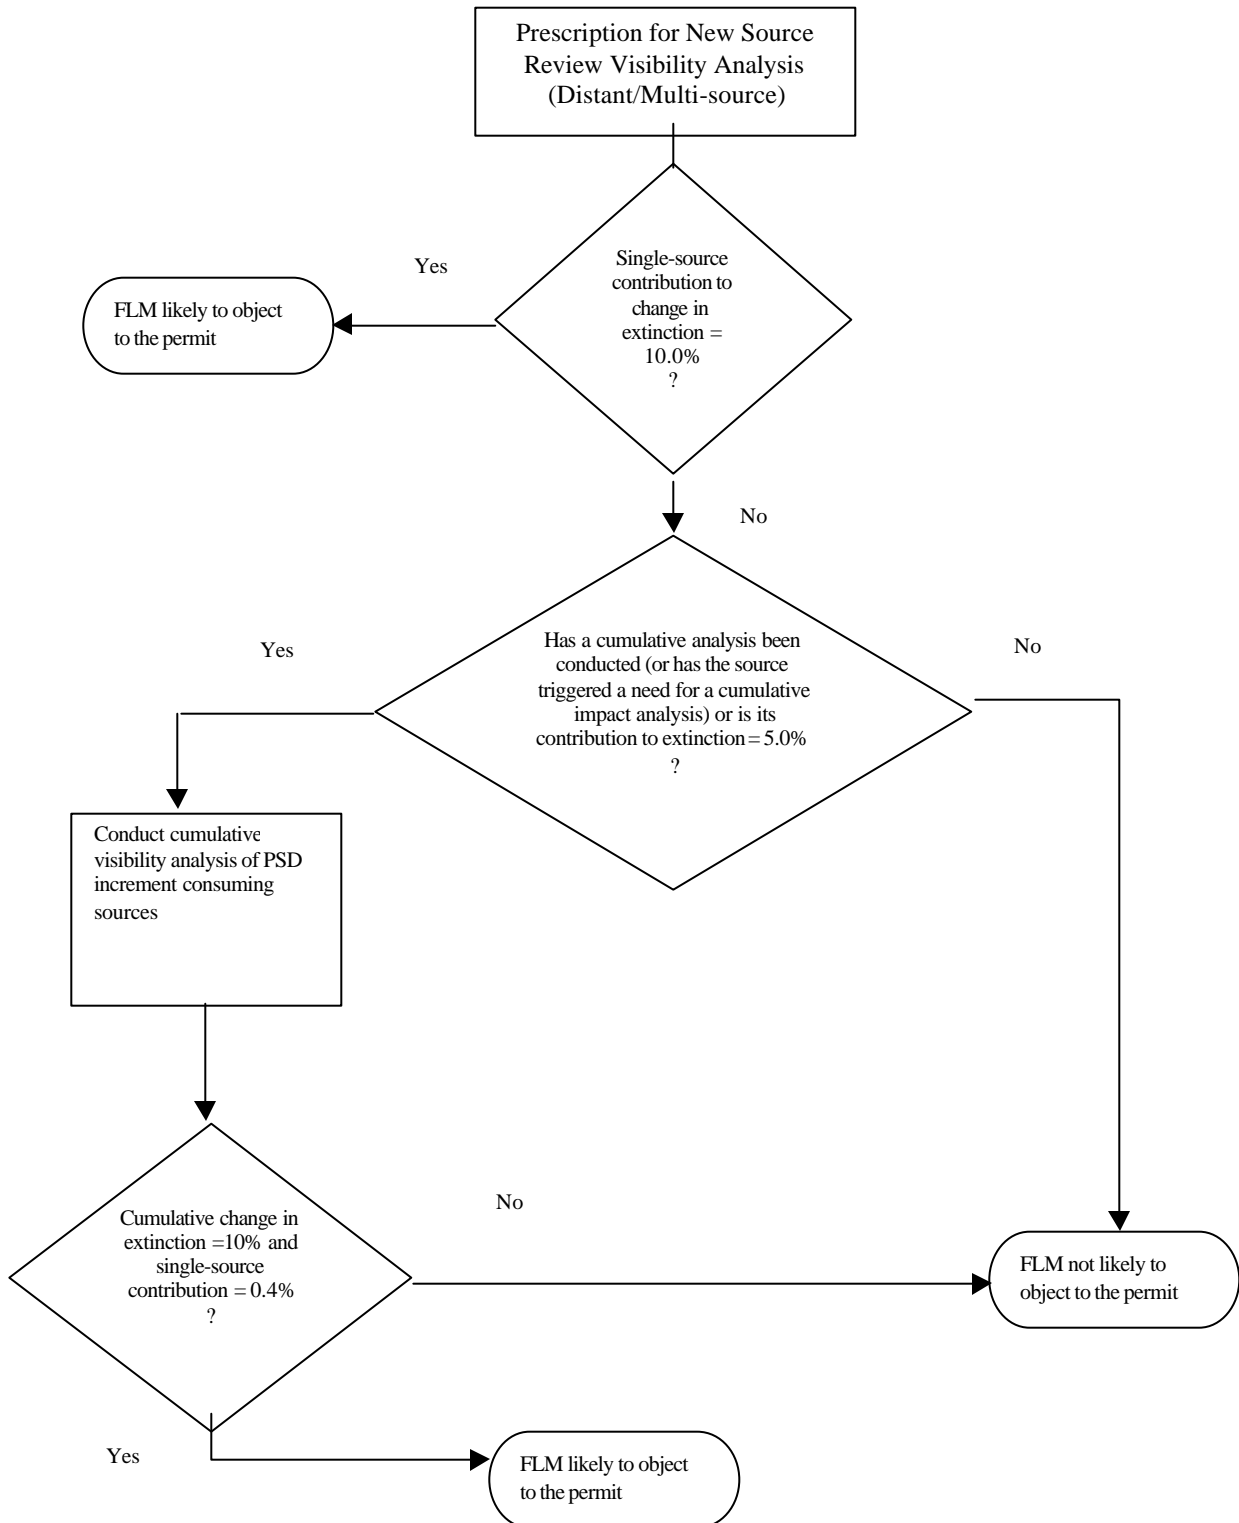 Prescription for New Source
Review Visibility Analysis
(Distant/Multi-source)
Yes
Single-source
contribution to
change in
extinction =
10.0%
?
FLM likely to object
to the permit
No
Yes
Has a cumulative analysis been
conducted (or has the source
triggered a need for a cumulative
impact analysis) or is its
contribution to extinction = 5.0%
?
No
Conduct cumulative
visibility analysis of PSD
increment consuming
sources
Cumulative change in
extinction =10% and
single-source
contribution = 0.4%
?
No
FLM not likely to
object to the permit
Yes
FLM likely to object
to the permit